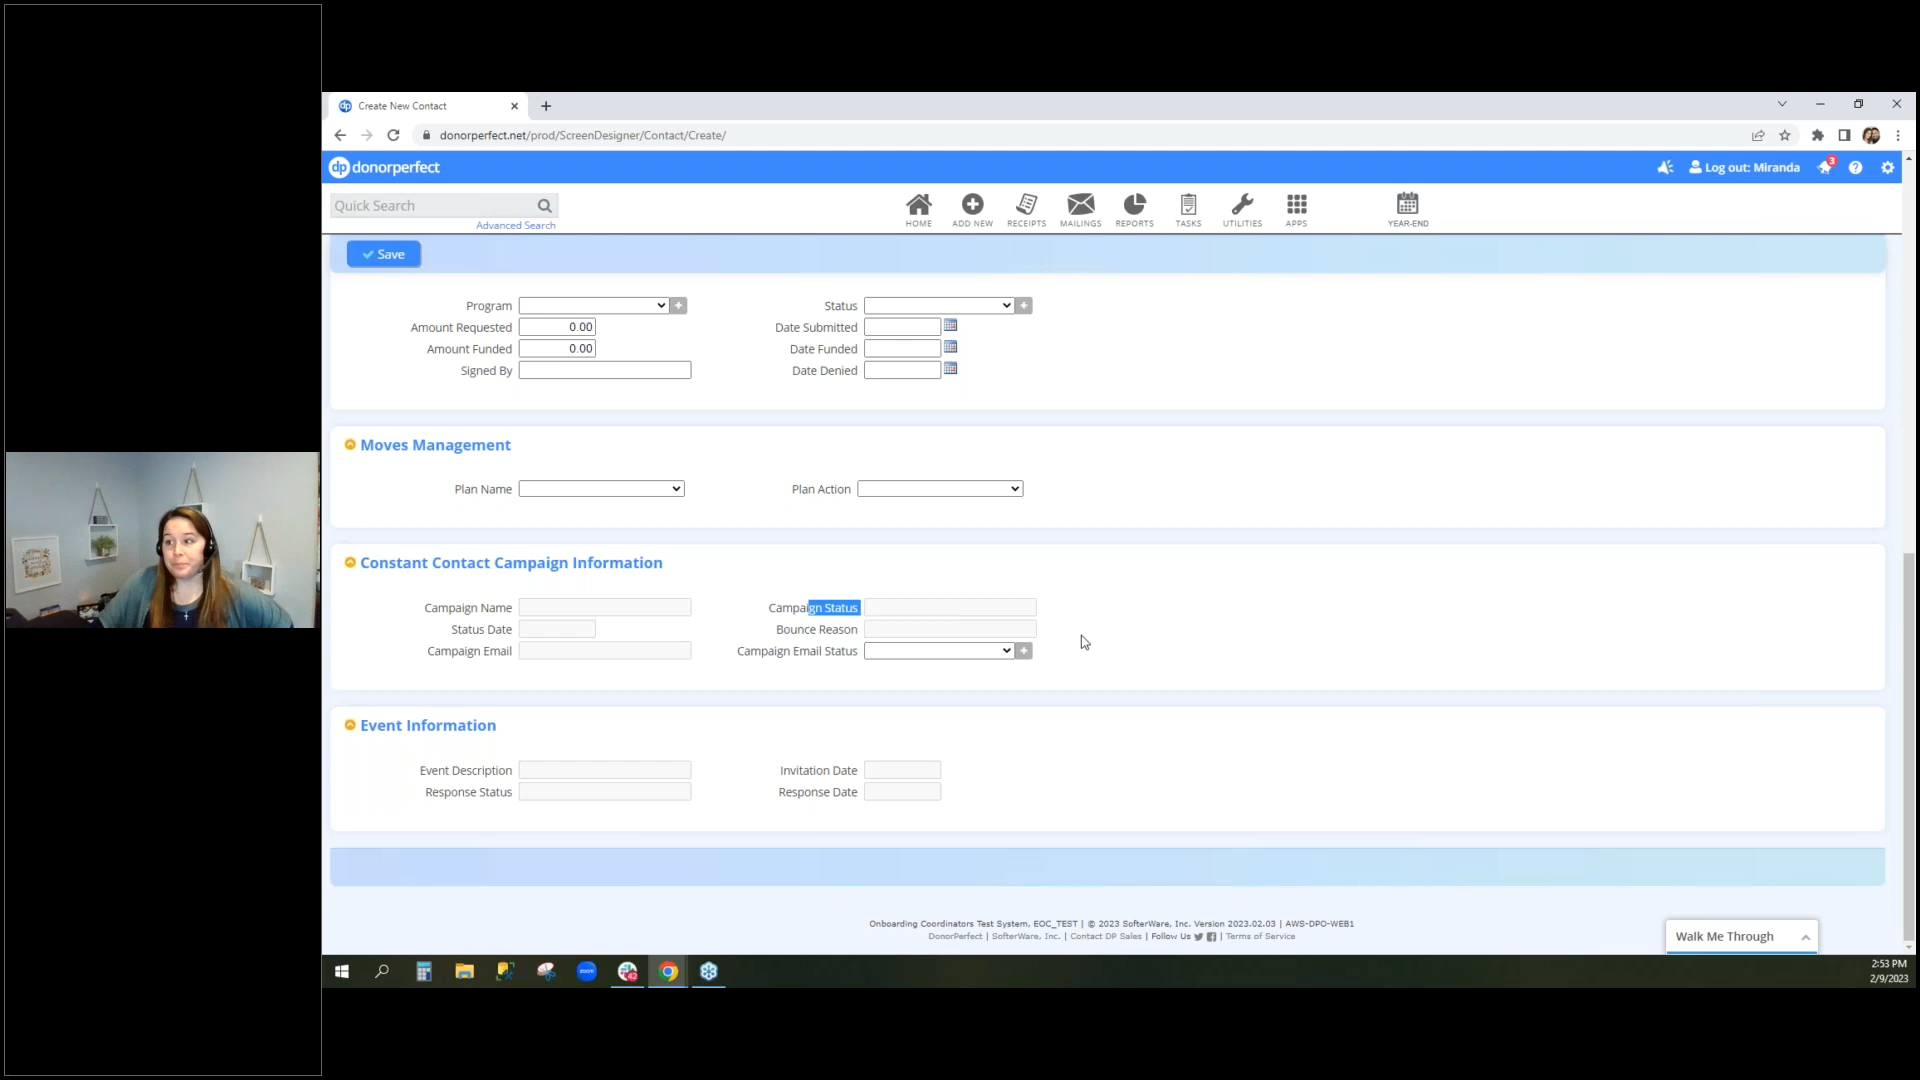 Create New Contact
donorperfect.net/prod/ScreenDesigner/Contact/Create/
dp donorperfect
Log out: Miranda
3
Quick Search
Advanced Search
HOME
ADD NEW
RECEIPTS
MAILINGS
REPORTS
TASKS
UTILITIES
APPS
YEAR-END
Save
Program
Status
Amount Requested 0.00
Date Submitted
Amount Funded 0.00
Date Funded
Signed By
Date Denied
Moves Management
Plan Name
Plan Action
Constant Contact Campaign Information
Campaign Name
Campaign Status
Status Date
Bounce Reason
Campaign Email
Campaign Email Status
Event Information
Event Description
Invitation Date
Response Status
Response Date
Onboarding Coordinators Test System, EOC_TEST | © 2023 SofterWare, Inc. Version 2023.02.03 | AWS-DPO-WEB1
DonorPerfect | SofterWare, Inc. | Contact DP Sales | Follow Us | Terms of Service
Walk Me Through
zoom
42
2:53 PM
2/9/2023